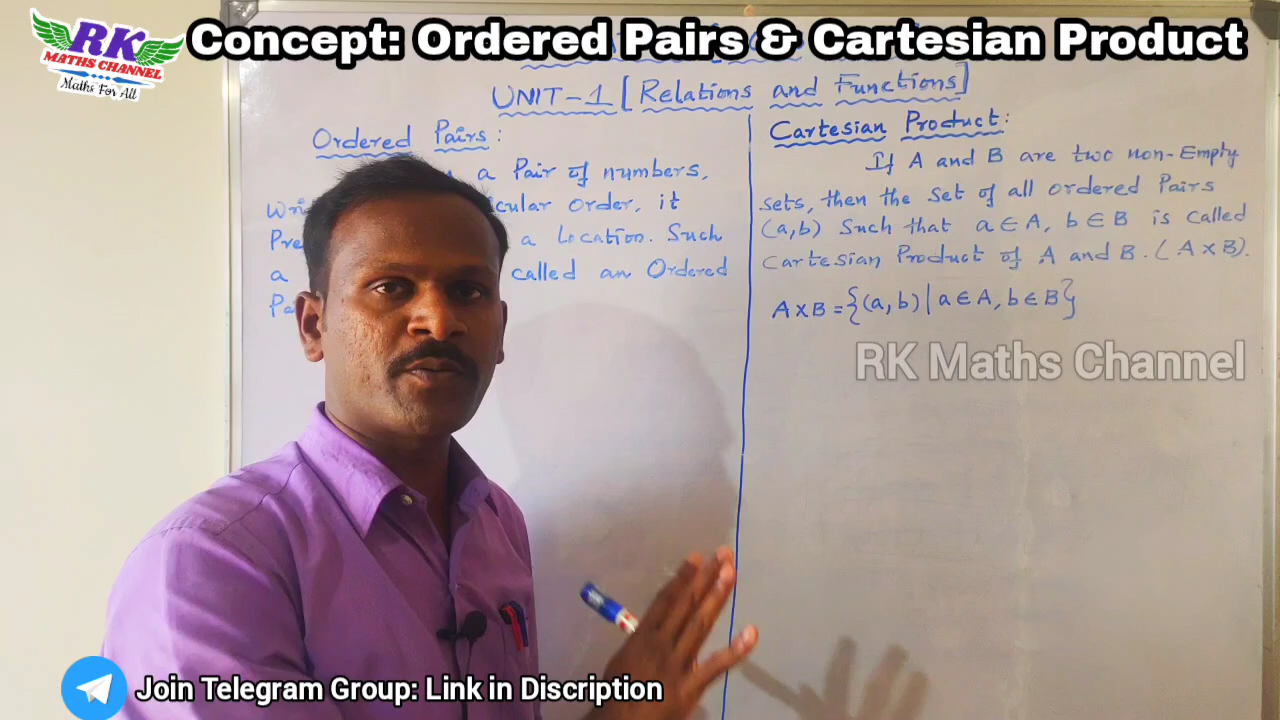 RK
MATHS CHANNEL
Maths For All
Concept: Ordered Pairs & Cartesian Product
UNIT-1 [Relations and Functions]
Ordered Pairs:
a Pair of numbers,
order, it
a Location. Such
a called an Ordered
Cartesian Product:
If A and B are two non-Empty
sets, then the set of all ordered Pairs
(a,b) Such that a ∈ A, b ∈ B is called
Cartesian Product of A and B. (A×B).
A×B = {(a,b) | a ∈ A, b ∈ B}
RK Maths Channel
Join Telegram Group: Link in Discription